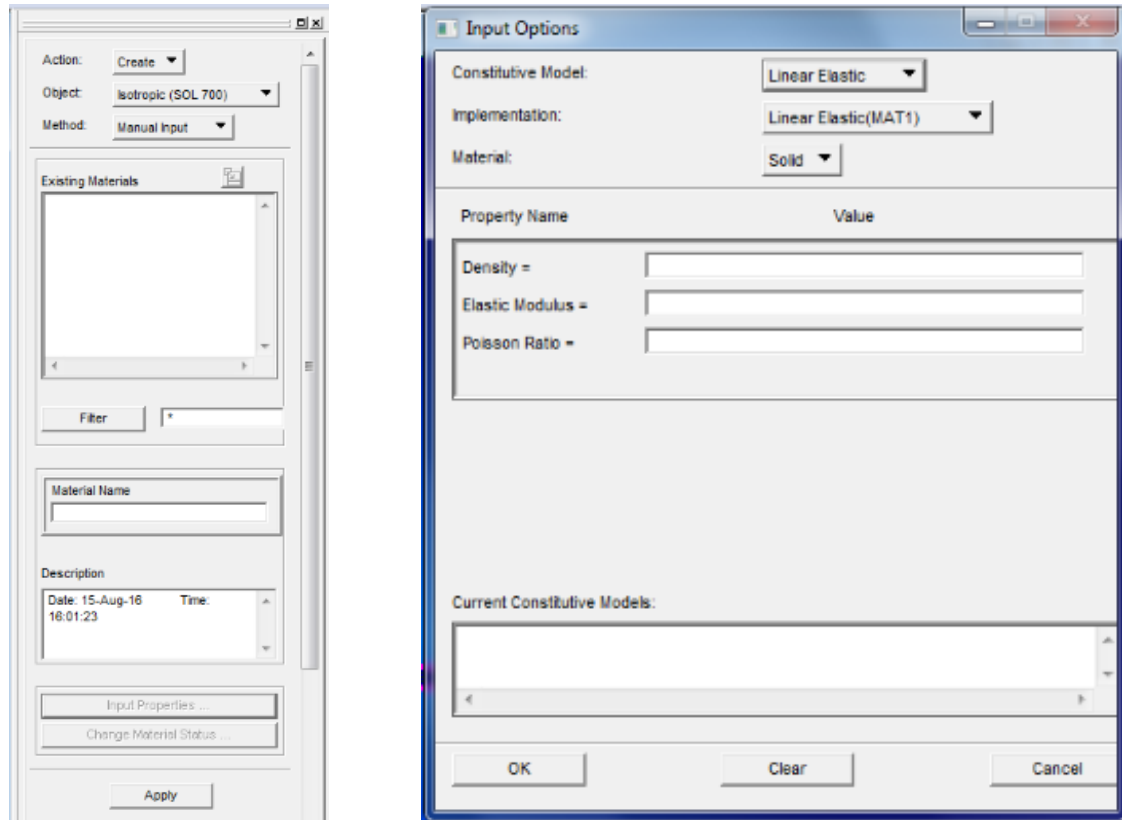 Action: Create
Object: Isotropic (SOL 700)
Method: Manual Input
Existing Materials
Filter *
Material Name
Description
Date: 15-Aug-16 Time:
16:01:23
Input Properties ...
Change Material Status ...
Apply
Input Options
Constitutive Model: Linear Elastic
Implementation: Linear Elastic(MAT1)
Material: Solid
Property Name Value
Density =
Elastic Modulus =
Poisson Ratio =
Current Constitutive Models:
OK Clear Cancel